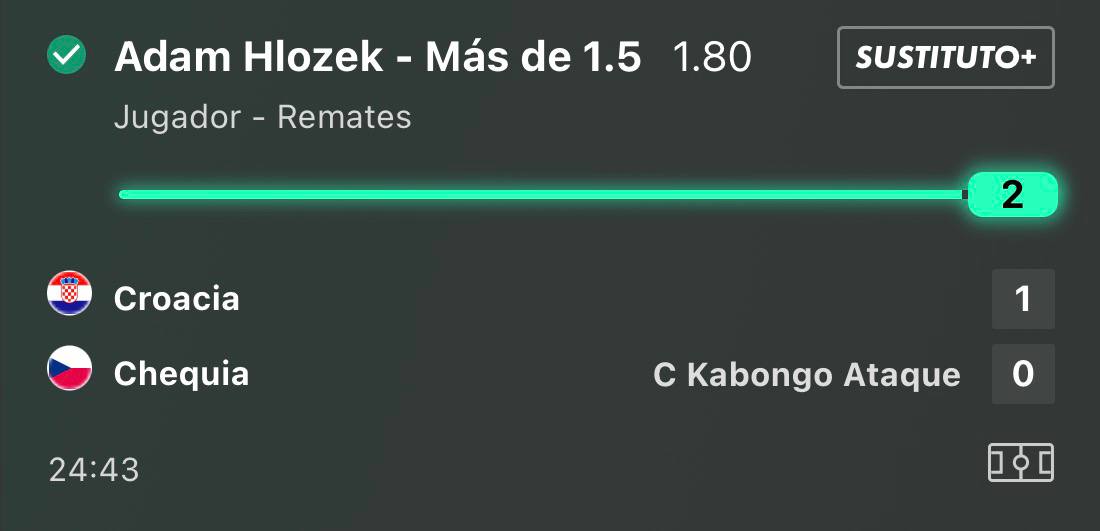 Adam Hlozek - Más de 1.5 1.80 SUSTITUTO+
Jugador - Remates
2
Croacia 1
Chequia C Kabongo Ataque 0
24:43